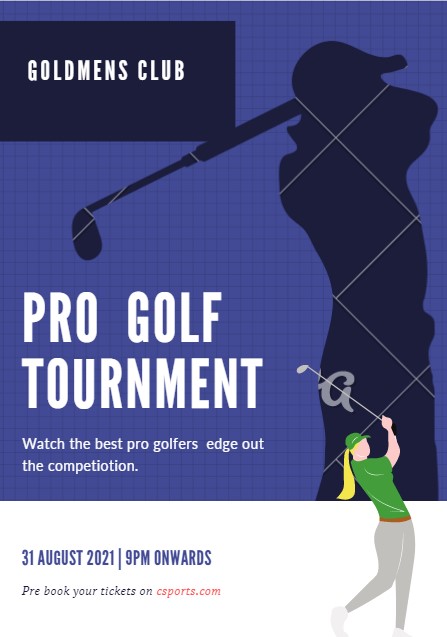 GOLDMENS CLUB
PRO GOLF
TOURNMENT
Watch the best pro golfers edge out
the competiotion.
31 AUGUST 2021 | 9PM ONWARDS
Pre book your tickets on csports.com